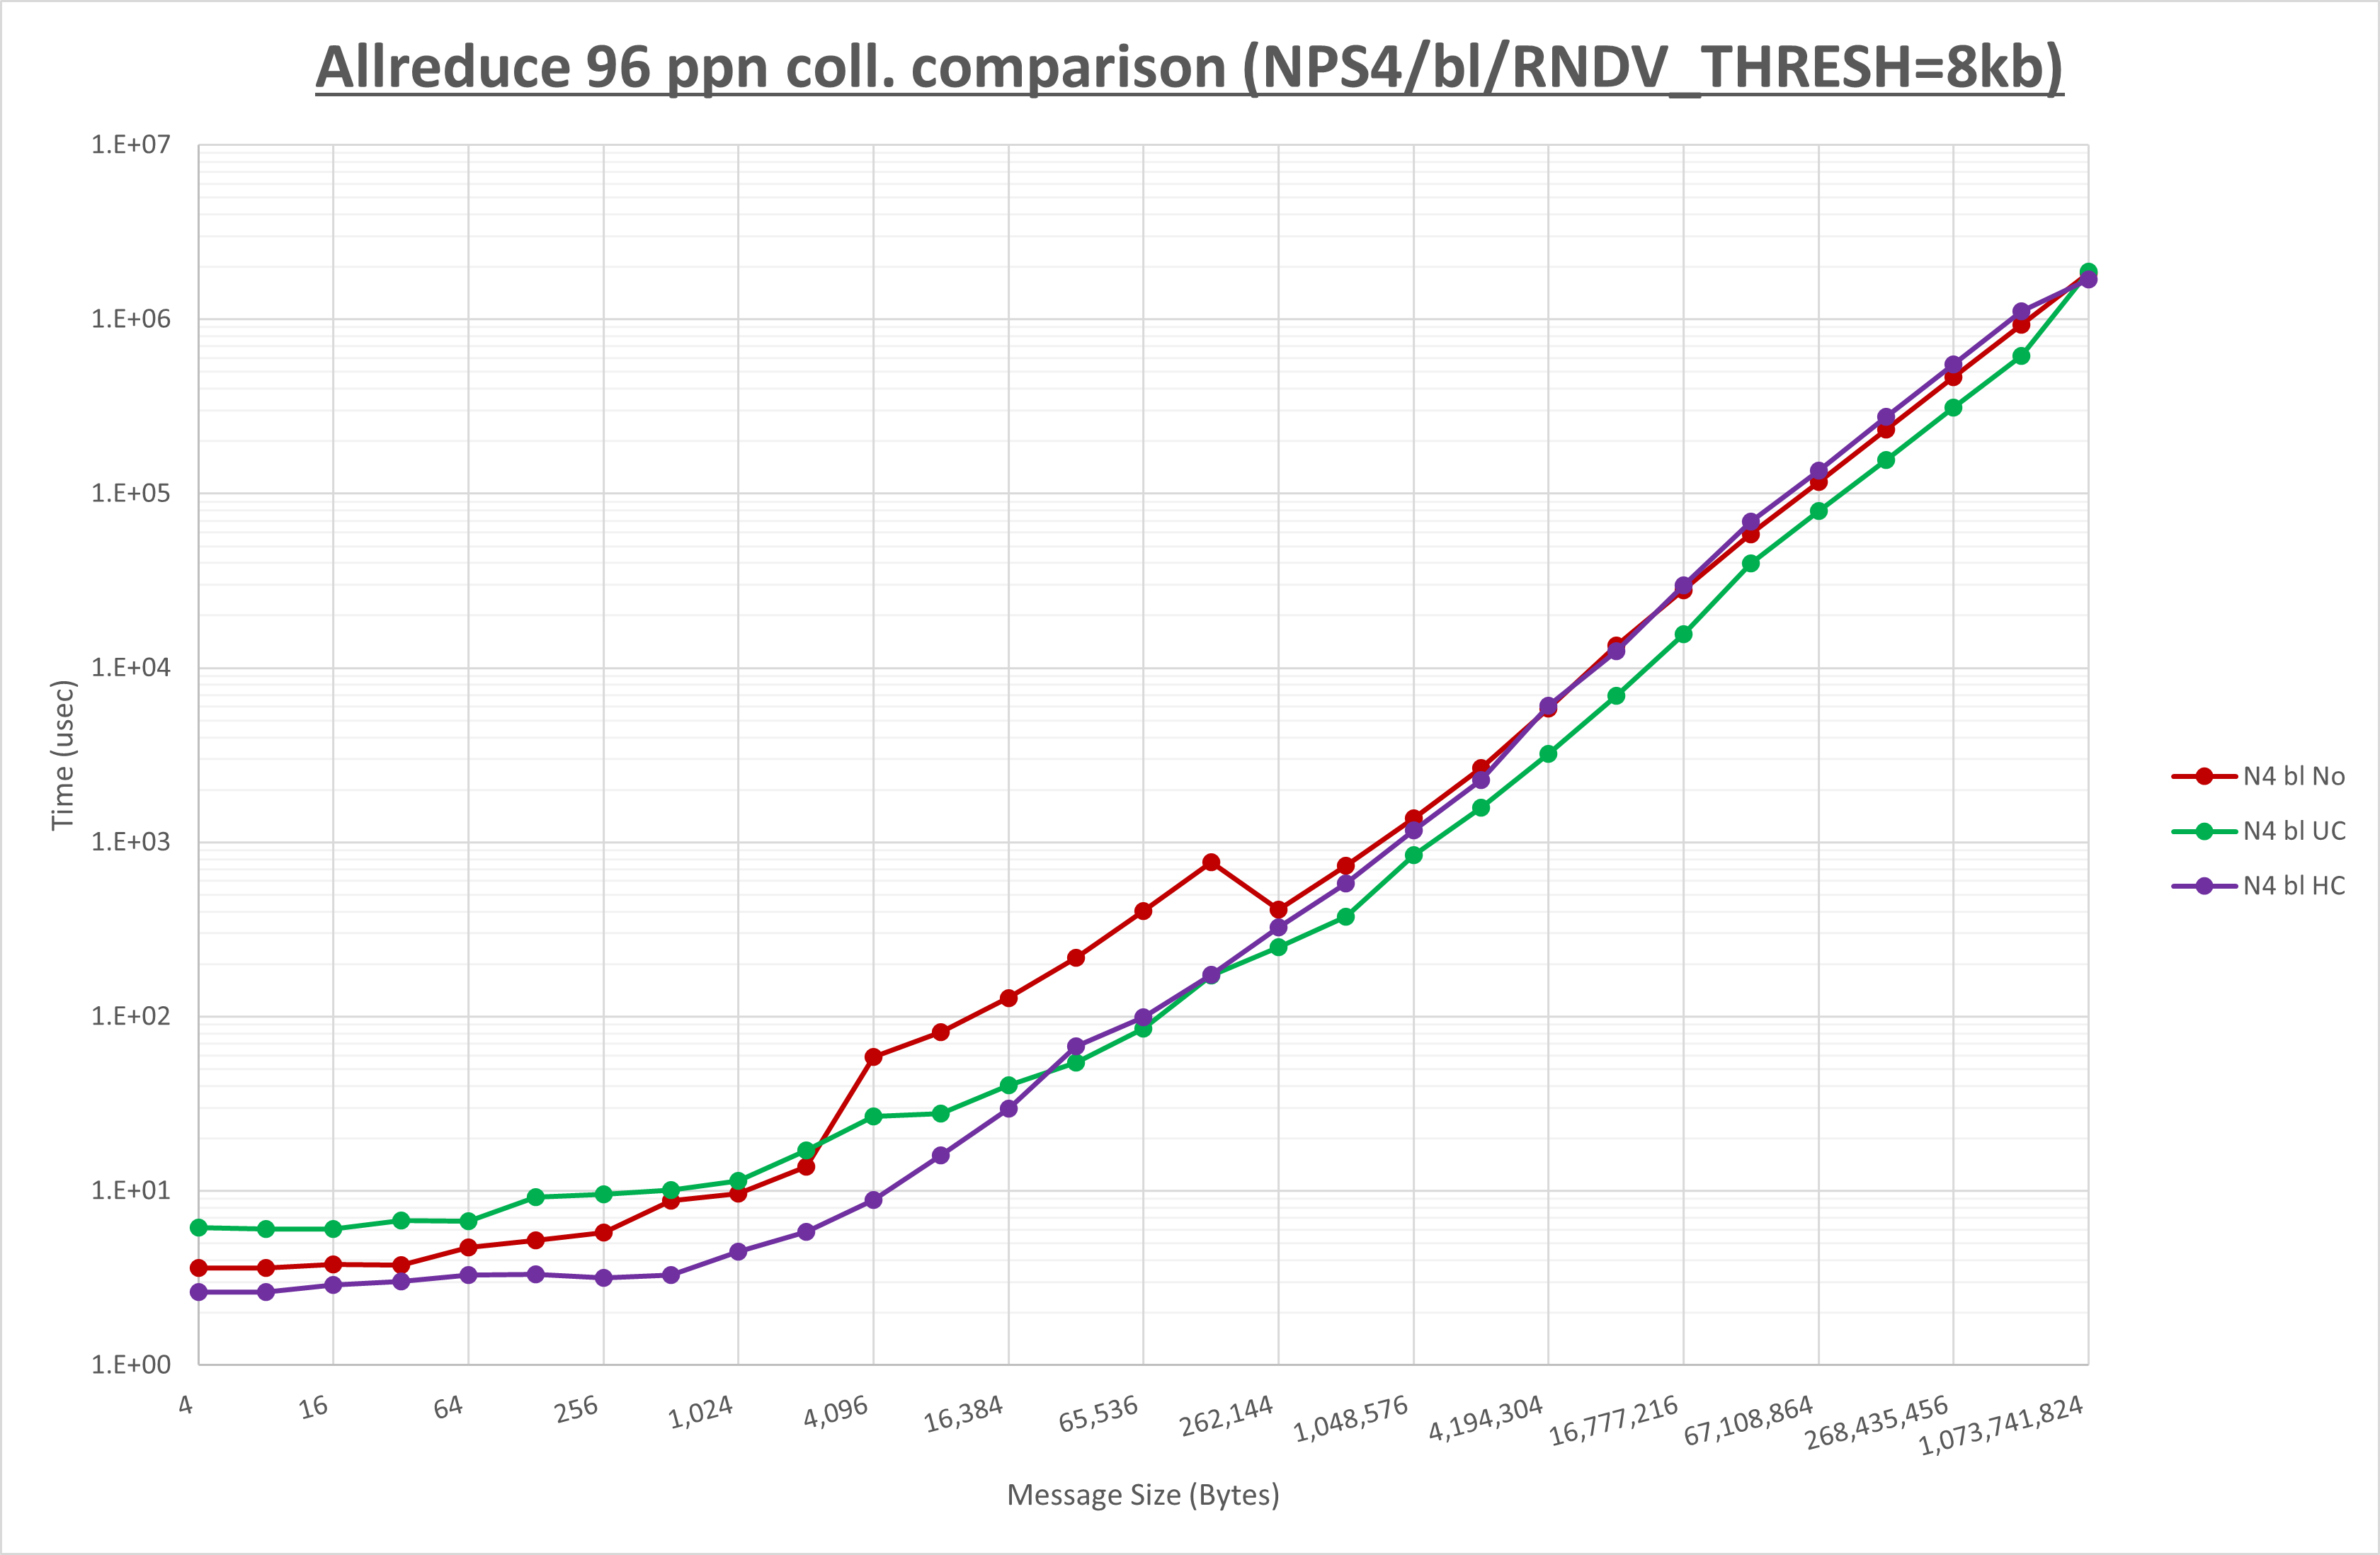 Allreduce 96 ppn coll. comparison (NPS4/bl/RNDV_THRESH=8kb)
1.E+07
1.E+06
1.E+05
1.E+04
1.E+03
1.E+02
1.E+01
1.E+00
Time (usec)
N4 bl No
N4 bl UC
N4 bl HC
4
16
64
256
1,024
4,096
16,384
65,536
262,144
1,048,576
4,194,304
16,777,216
67,108,864
268,435,456
1,073,741,824
Message Size (Bytes)